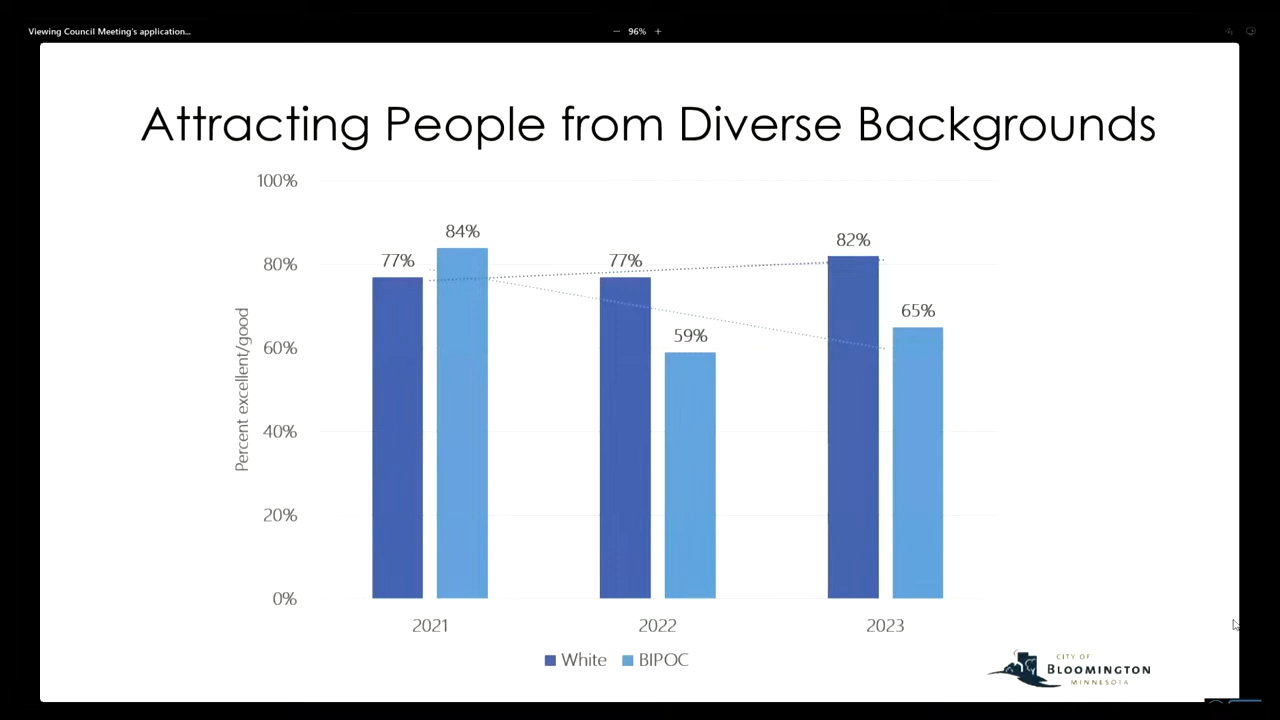 Viewing Council Meeting's application...
− 96% +
Attracting People from Diverse Backgrounds
100%
80%
60%
40%
20%
0%
Percent excellent/good
77%
84%
77%
59%
82%
65%
2021
2022
2023
White
BIPOC
CITY OF
BLOOMINGTON
MINNESOTA